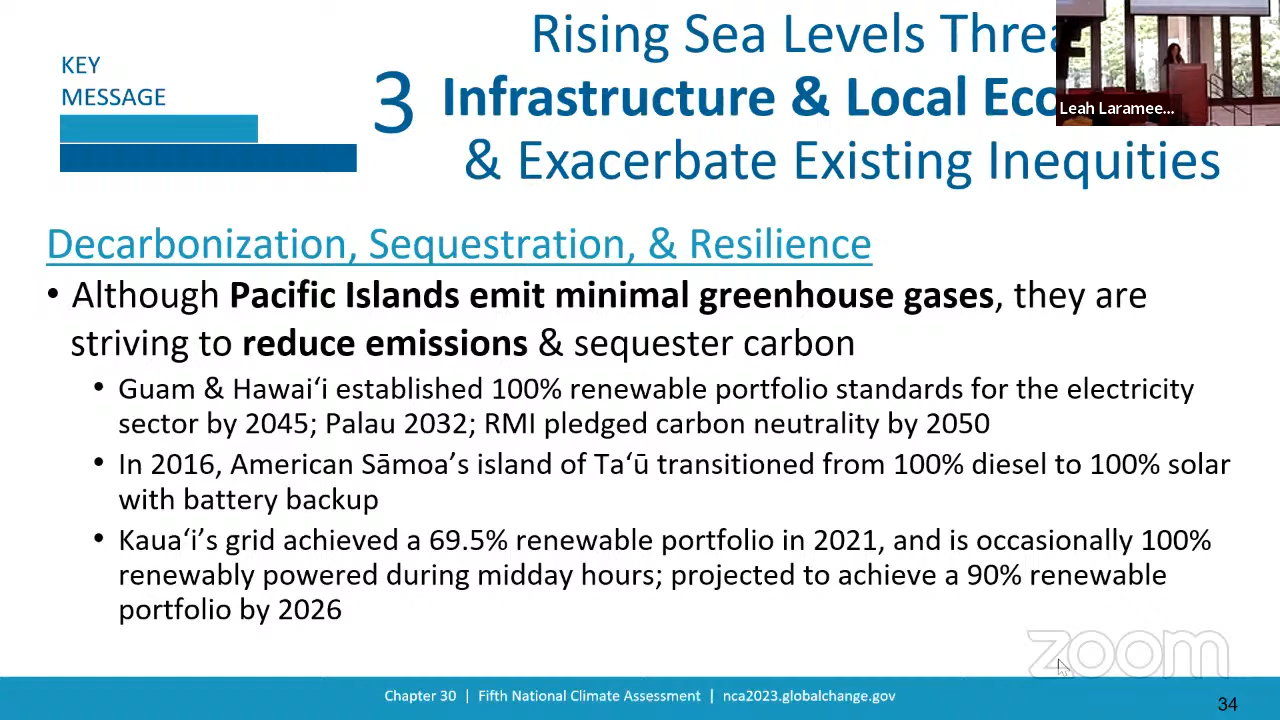 KEY
MESSAGE
3
Rising Sea Levels
Infrastructure & Local
& Exacerbate Existing Inequities
Leah Laramee...
Decarbonization, Sequestration, & Resilience
• Although Pacific Islands emit minimal greenhouse gases, they are
striving to reduce emissions & sequester carbon
• Guam & Hawai‘i established 100% renewable portfolio standards for the electricity
sector by 2045; Palau 2032; RMI pledged carbon neutrality by 2050
• In 2016, American Sāmoa’s island of Ta‘ū transitioned from 100% diesel to 100% solar
with battery backup
• Kaua‘i’s grid achieved a 69.5% renewable portfolio in 2021, and is occasionally 100%
renewably powered during midday hours; projected to achieve a 90% renewable
portfolio by 2026
zoom
Chapter 30 | Fifth National Climate Assessment | nca2023.globalchange.gov
34